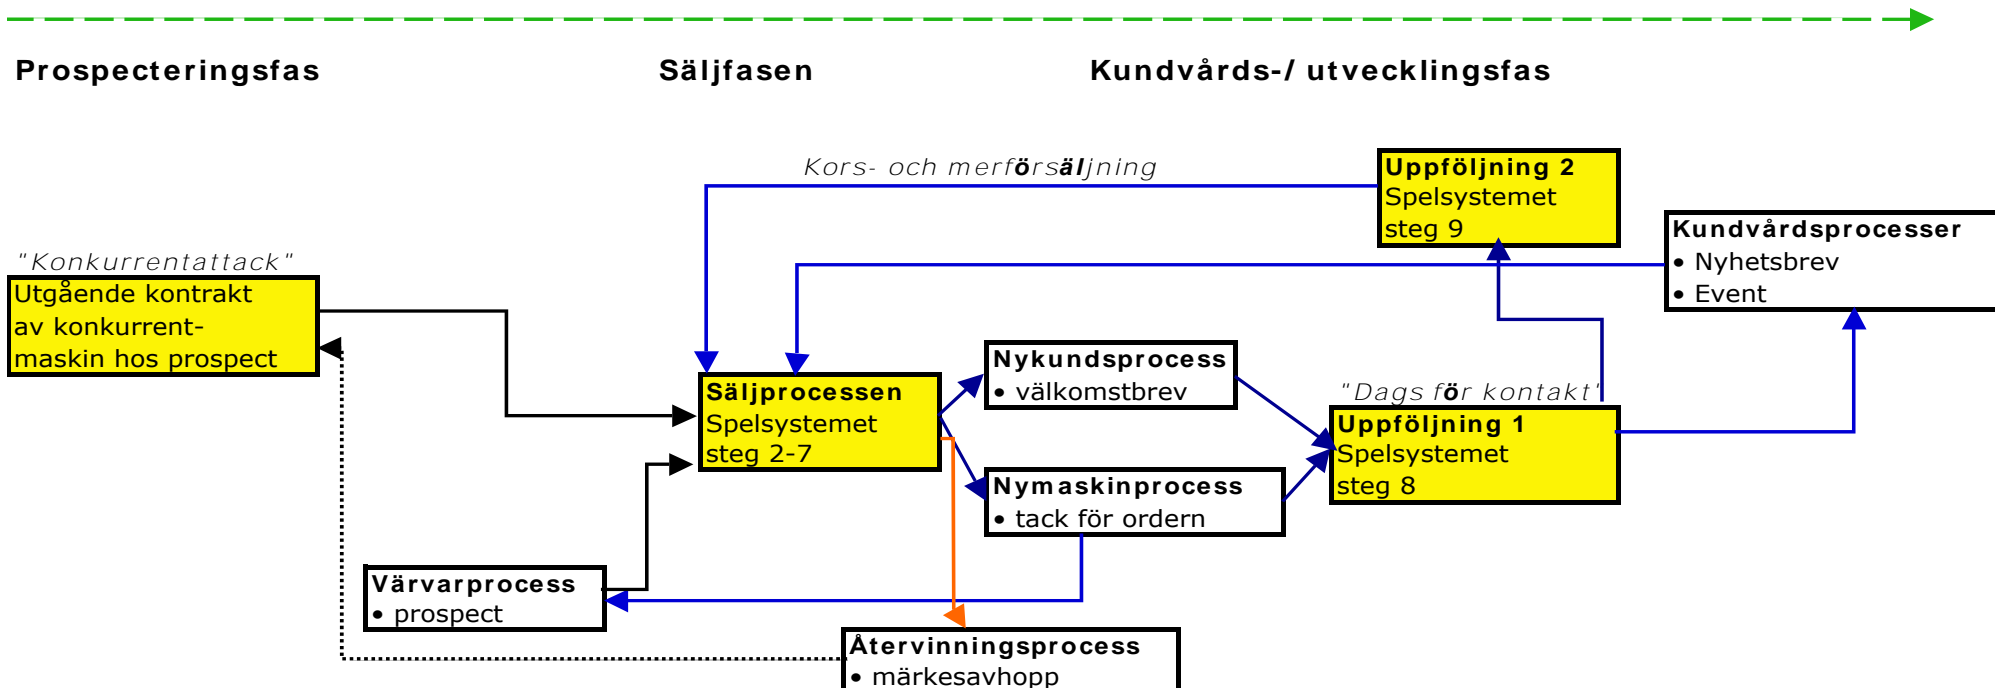 Prospecteringsfas
Säljfasen
Kundvårds-/ utvecklingsfas
Kors- och merförsäljning
Uppföljning 2
Spelsystemet
steg 9
Kundvårdsprocesser
• Nyhetsbrev
• Event
"Konkurrentattack"
Utgående kontrakt
av konkurrent-
maskin hos prospect
Säljprocessen
Spelsystemet
steg 2-7
Nykundsprocess
• välkomstbrev
"Dags för kontakt"
Uppföljning 1
Spelsystemet
steg 8
Nymaskinprocess
• tack för ordern
Värvarprocess
• prospect
Återvinningsprocess
• märkesavhopp